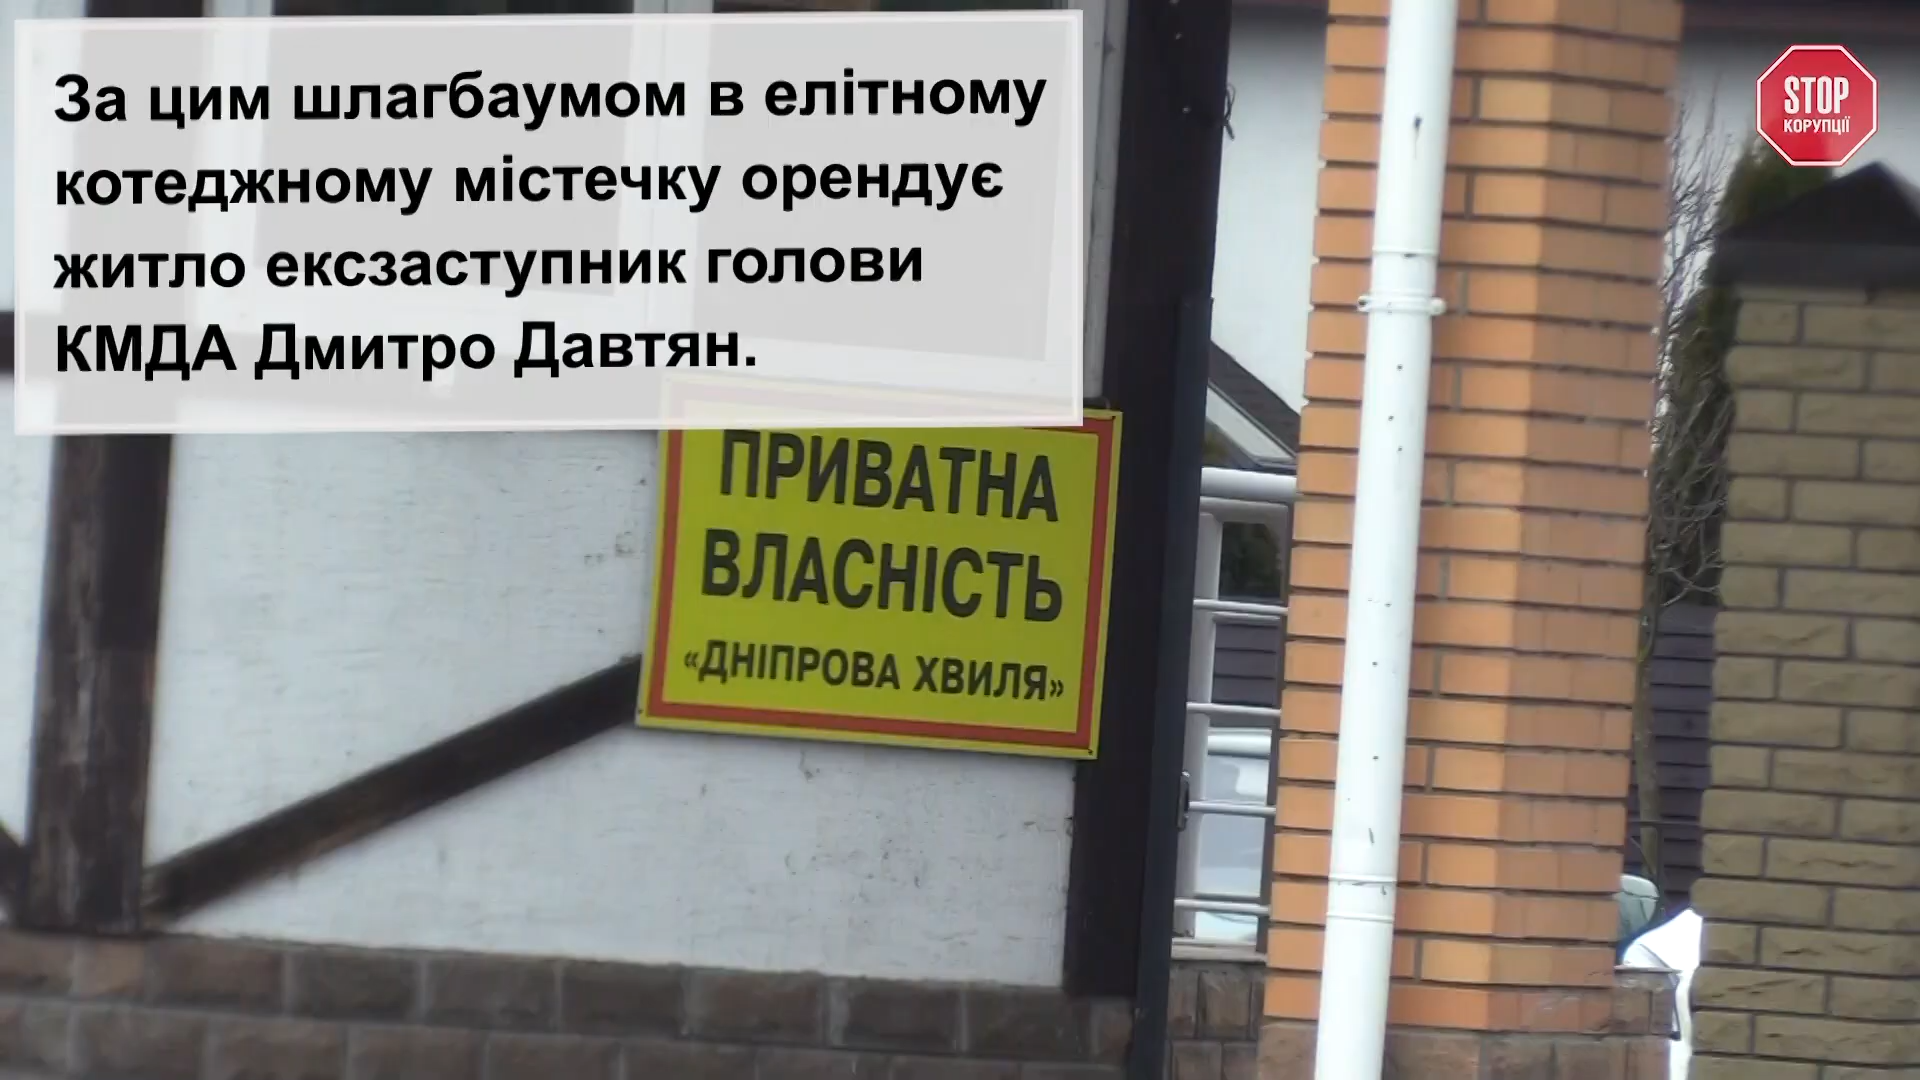 За цим шлагбаумом в елітному
котеджному містечку орендує
житло ексзаступник голови
КМДА Дмитро Давтян.
STOP
КОРУПЦІЇ
ПРИВАТНА
ВЛАСНІСТЬ
«ДНІПРОВА ХВИЛЯ»